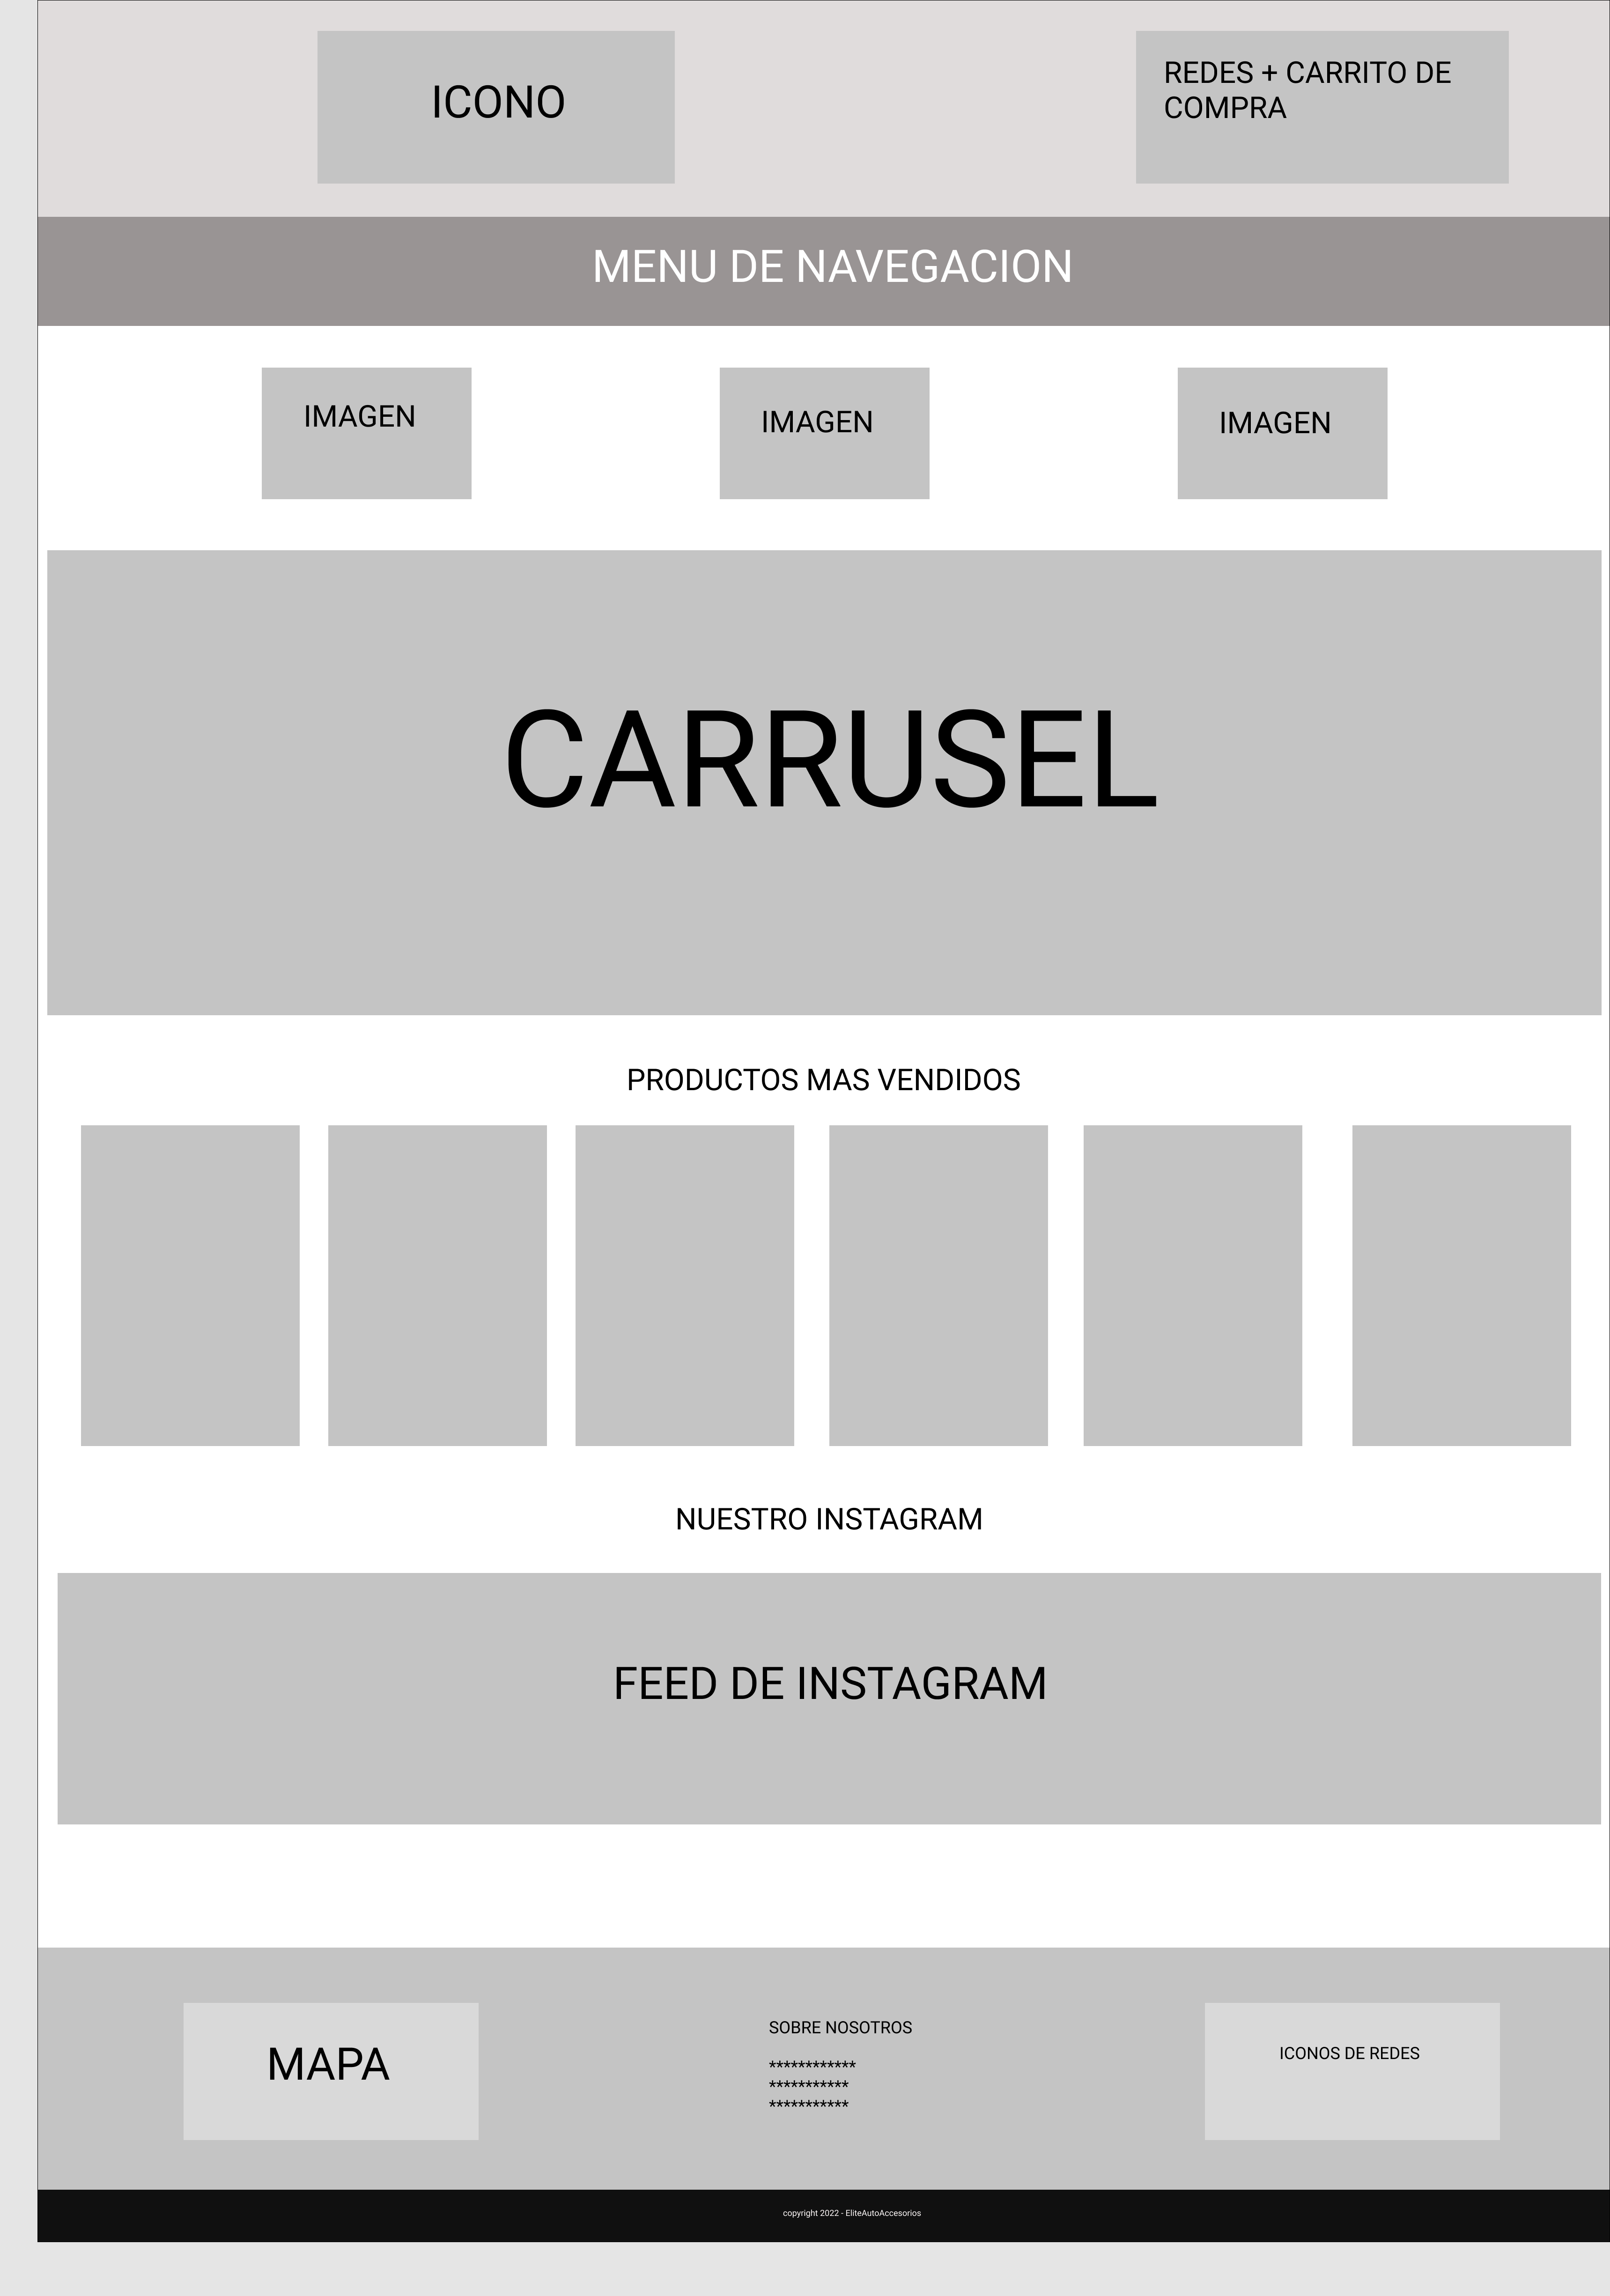 ICONO
REDES + CARRITO DE
COMPRA
MENU DE NAVEGACION
IMAGEN
IMAGEN
IMAGEN
CARRUSEL
PRODUCTOS MAS VENDIDOS
NUESTRO INSTAGRAM
FEED DE INSTAGRAM
MAPA
SOBRE NOSOTROS
************
***********
***********
ICONOS DE REDES
copyright 2022 - EliteAutoAccesorios